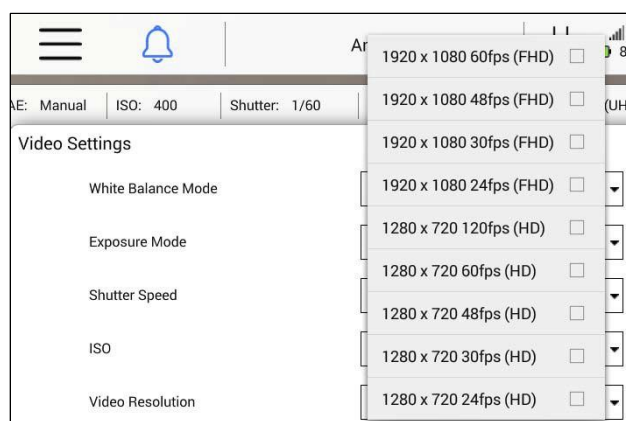 Ar
8
AE: Manual ISO: 400 Shutter: 1/60 (UH
Video Settings
White Balance Mode
Exposure Mode
Shutter Speed
ISO
Video Resolution
1920 x 1080 60fps (FHD)
1920 x 1080 48fps (FHD)
1920 x 1080 30fps (FHD)
1920 x 1080 24fps (FHD)
1280 x 720 120fps (HD)
1280 x 720 60fps (HD)
1280 x 720 48fps (HD)
1280 x 720 30fps (HD)
1280 x 720 24fps (HD)